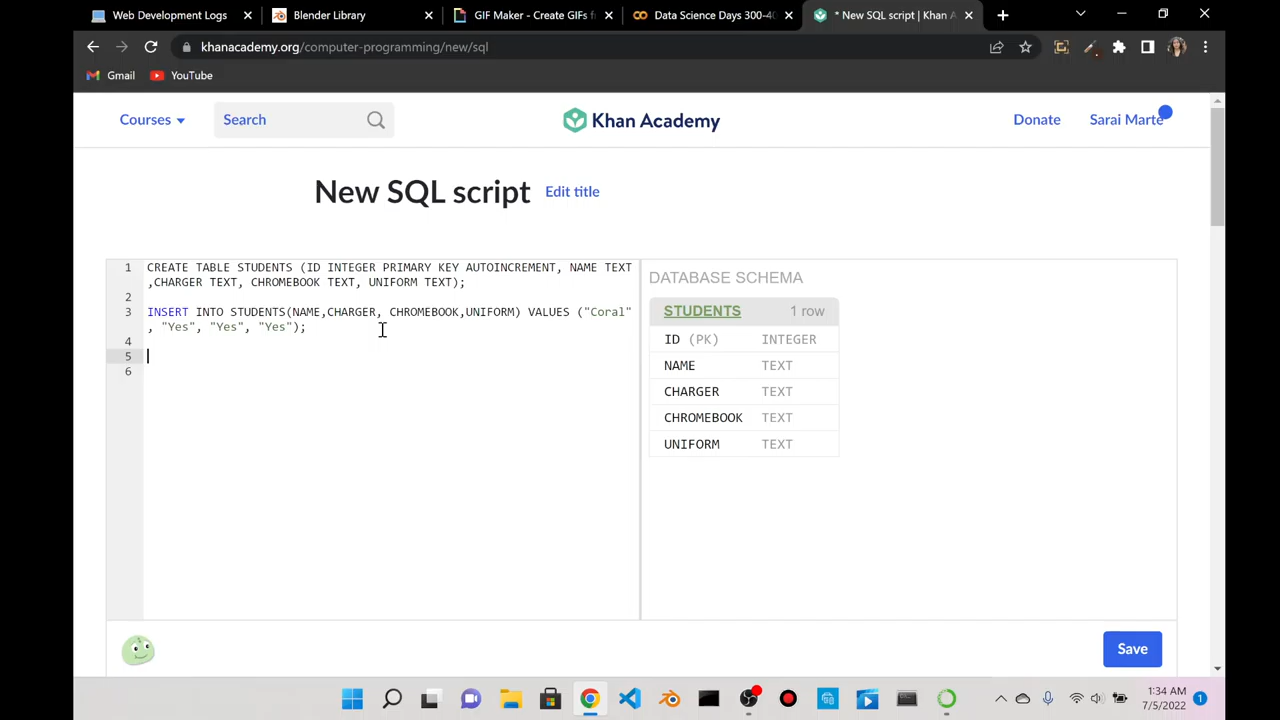 Web Development Logs
Blender Library
GIF Maker - Create GIFs f
Data Science Days 300-40
* New SQL script | Khan A
khanacademy.org/computer-programming/new/sql
Gmail
YouTube
Courses
Search
Khan Academy
Donate
Sarai Marte
New SQL script
Edit title
1 CREATE TABLE STUDENTS (ID INTEGER PRIMARY KEY AUTOINCREMENT, NAME TEXT
,CHARGER TEXT, CHROMEBOOK TEXT, UNIFORM TEXT);
2
3 INSERT INTO STUDENTS(NAME,CHARGER, CHROMEBOOK,UNIFORM) VALUES ("Coral"
, "Yes", "Yes", "Yes");
4
5
6
DATABASE SCHEMA
STUDENTS 1 row
ID (PK) INTEGER
NAME TEXT
CHARGER TEXT
CHROMEBOOK TEXT
UNIFORM TEXT
Save
1:34 AM
7/5/2022
1